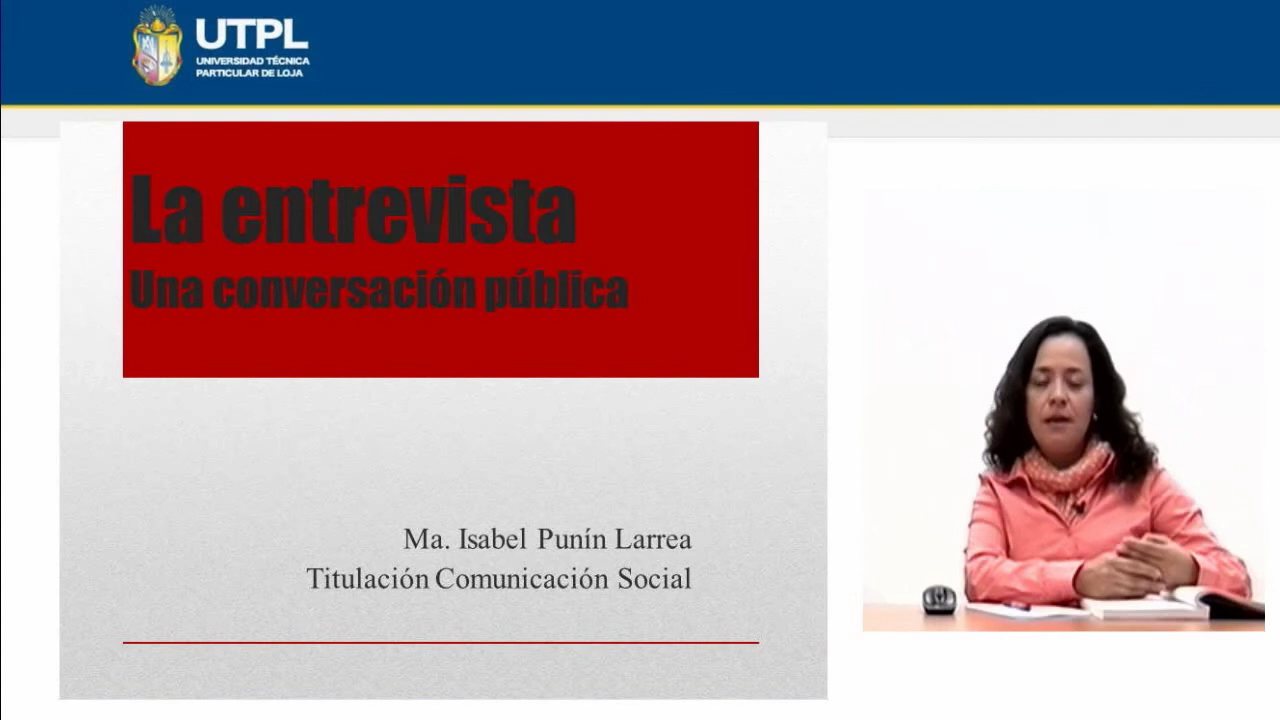 UTPL
UNIVERSIDAD TÉCNICA
PARTICULAR DE LOJA
La entrevista
Una conversación pública
Ma. Isabel Punín Larrea
Titulación Comunicación Social